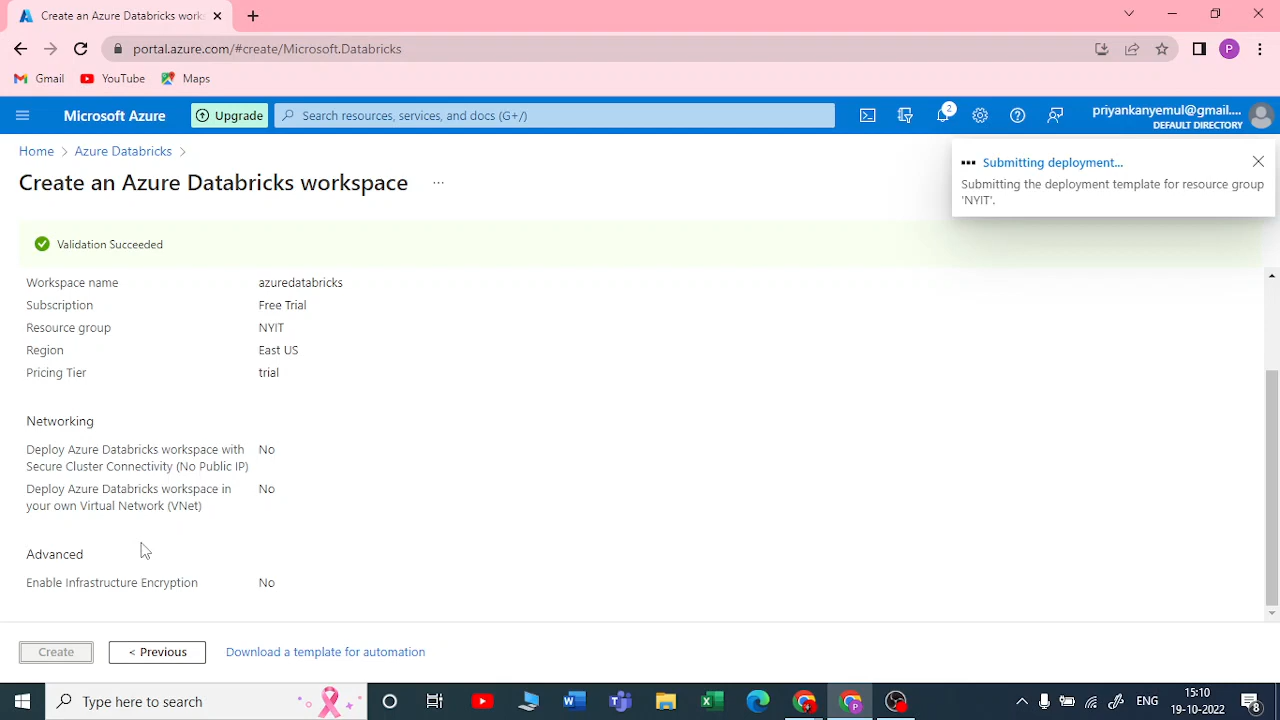 Create an Azure Databricks works
portal.azure.com/#create/Microsoft.Databricks
P
Gmail
YouTube
Maps
Microsoft Azure
Upgrade
Search resources, services, and docs (G+/)
2
priyankanyemul@gmail....
DEFAULT DIRECTORY
Home > Azure Databricks >
Create an Azure Databricks workspace
...
Submitting deployment...
Submitting the deployment template for resource group
'NYIT'.
Validation Succeeded
Workspace name azuredatabricks
Subscription Free Trial
Resource group NYIT
Region East US
Pricing Tier trial
Networking
Deploy Azure Databricks workspace with No
Secure Cluster Connectivity (No Public IP)
Deploy Azure Databricks workspace in No
your own Virtual Network (VNet)
Advanced
Enable Infrastructure Encryption No
Create
< Previous
Download a template for automation
Type here to search
ENG
15:10
19-10-2022
8